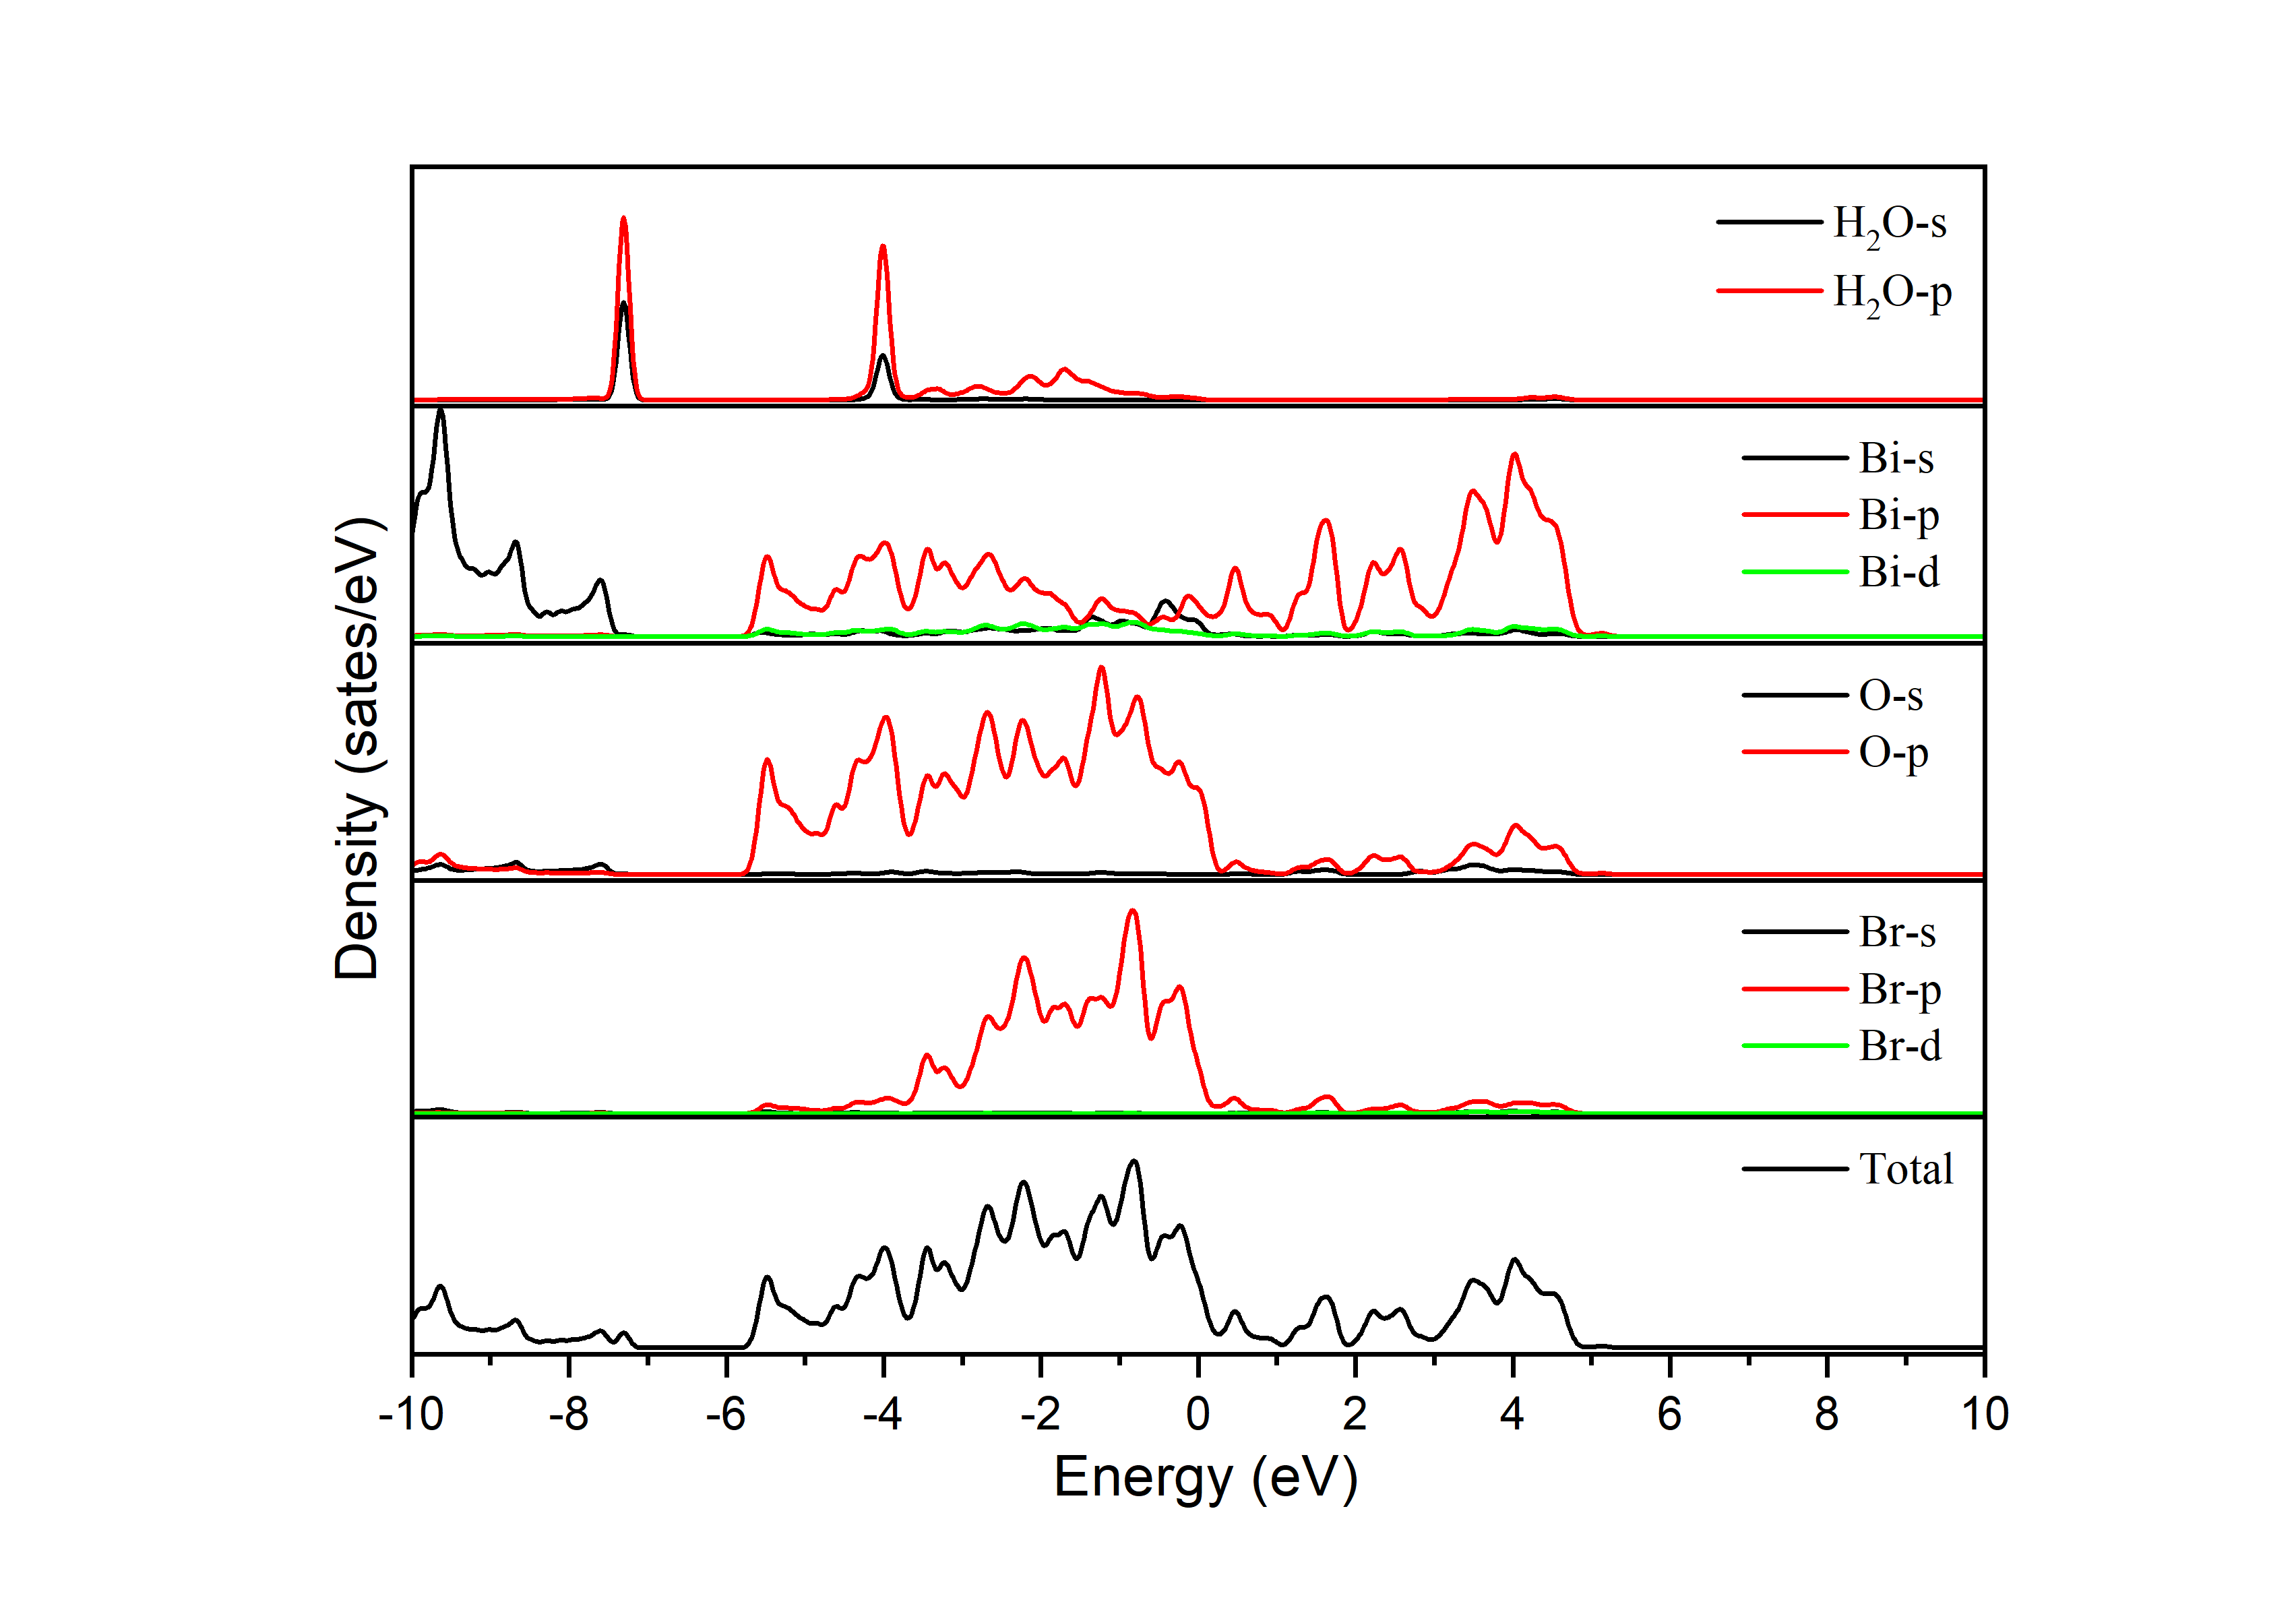 H2O-s
H2O-p
Bi-s
Bi-p
Bi-d
O-s
O-p
Br-s
Br-p
Br-d
Total
Density (sates/eV)
-10 -8 -6 -4 -2 0 2 4 6 8 10
Energy (eV)